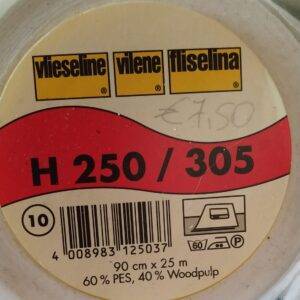 vlieseline ® vilene ® fliselina ®
€7,50
H 250 / 305
10
60 P
4 008983 125037
90 cm x 25 m
60% PES, 40% Woodpulp